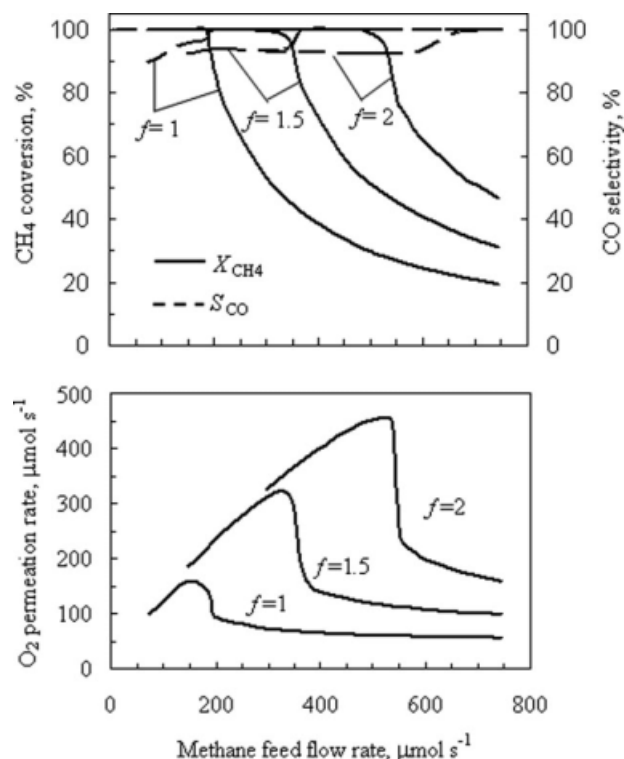 100
80
60
40
20
0
CH4 conversion, %
f= 1
f= 1.5
f= 2
XCH4
SCO
100
80
60
40
20
0
CO selectivity, %
500
400
300
200
100
0
O2 permeation rate, μmol s-1
f=2
f=1.5
f=1
0
200
400
600
800
Methane feed flow rate, μmol s-1